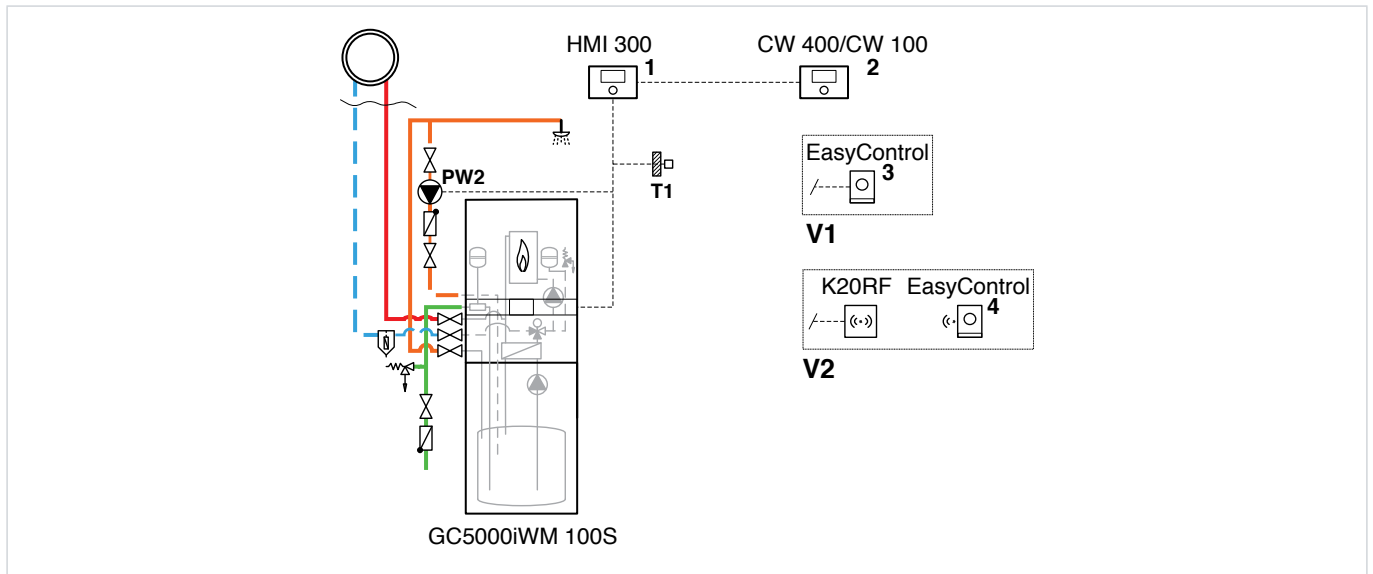 HMI 300
1
CW 400/CW 100
2
PW2
T1
EasyControl
3
V1
K20RF
EasyControl
4
V2
GC5000iWM 100S